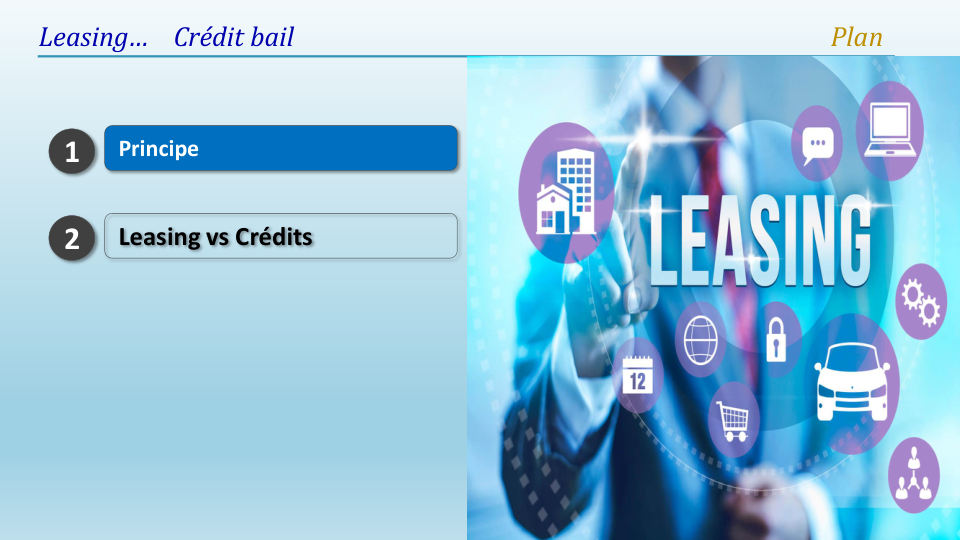 Leasing… Crédit bail
Plan
1 Principe
2 Leasing vs Crédits
LEASING
12